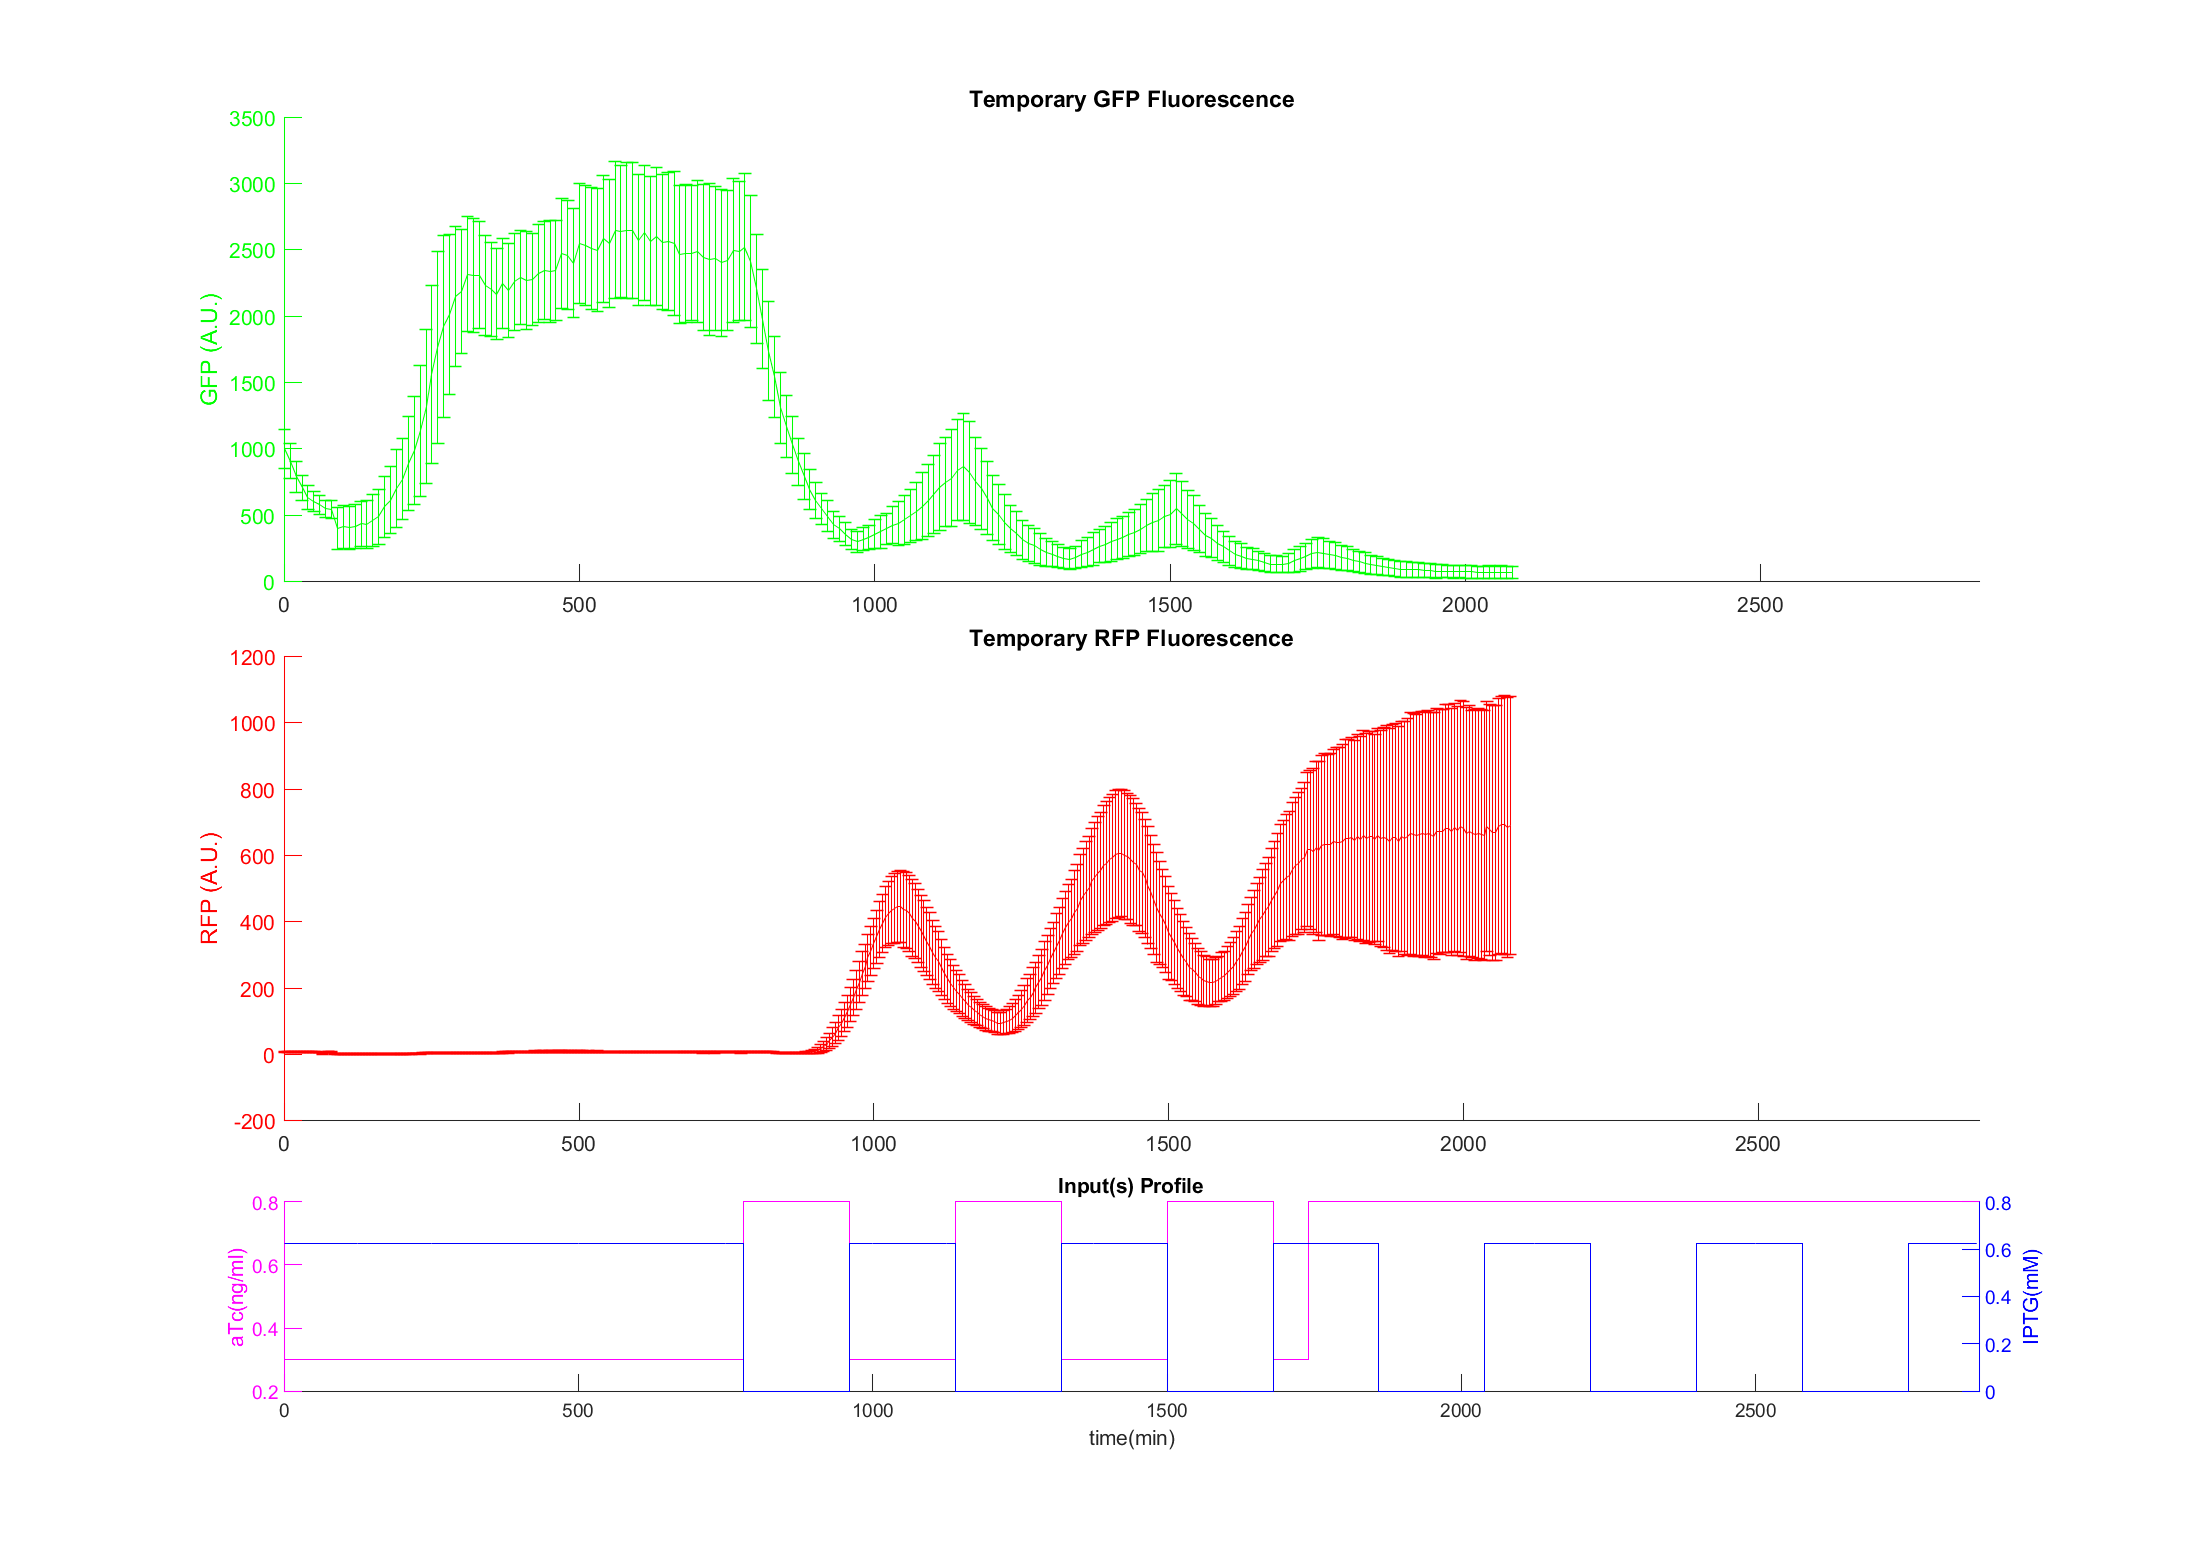 Temporary GFP Fluorescence
3500
3000
2500
2000
1500
1000
500
0
GFP (A.U.)
0 500 1000 1500 2000 2500
Temporary RFP Fluorescence
1200
1000
800
600
400
200
0
-200
RFP (A.U.)
0 500 1000 1500 2000 2500
Input(s) Profile
0.8
0.6
0.4
0.2
aTc(ng/ml)
0.8
0.6
0.4
0.2
0
IPTG(mM)
0 500 1000 1500 2000 2500
time(min)